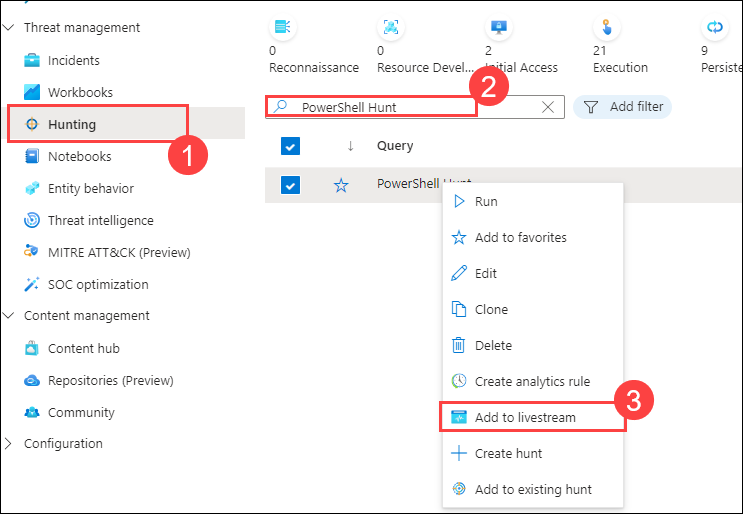 Threat management
Incidents
Workbooks
Hunting
1
Notebooks
Entity behavior
Threat intelligence
MITRE ATT&CK (Preview)
SOC optimization
Content management
Content hub
Repositories (Preview)
Community
Configuration
0
Reconnaissance
0
Resource Devel...
2
Initial Access
21
Execution
9
Persiste
PowerShell Hunt
2
Add filter
↓ Query
PowerShell Hunt
Run
Add to favorites
Edit
Clone
Delete
Create analytics rule
Add to livestream
3
Create hunt
Add to existing hunt